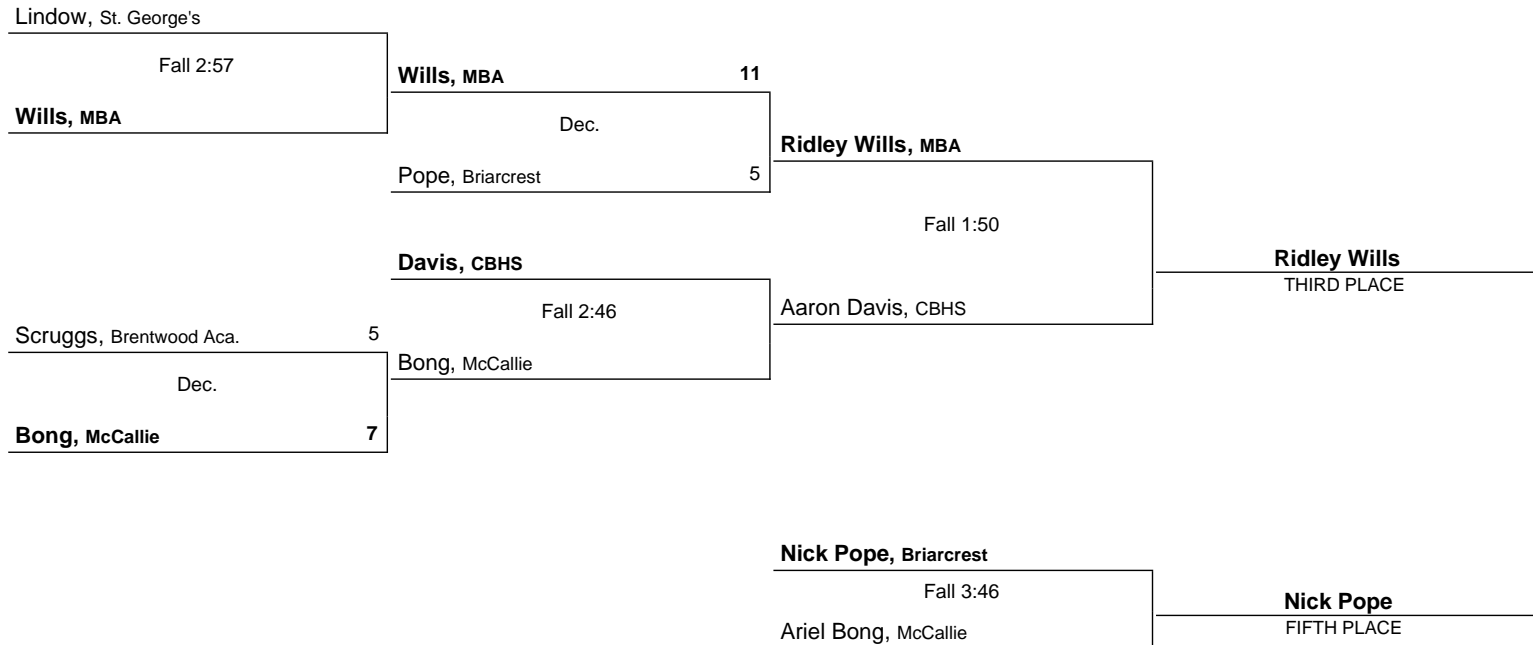 Lindow, St. George's
Fall 2:57
Wills, MBA
Wills, MBA 11
Dec.
Pope, Briarcrest 5
Ridley Wills, MBA
Fall 1:50
Aaron Davis, CBHS
Ridley Wills
THIRD PLACE
Davis, CBHS
Fall 2:46
Bong, McCallie
Scruggs, Brentwood Aca. 5
Dec.
Bong, McCallie 7
Nick Pope, Briarcrest
Fall 3:46
Ariel Bong, McCallie
Nick Pope
FIFTH PLACE